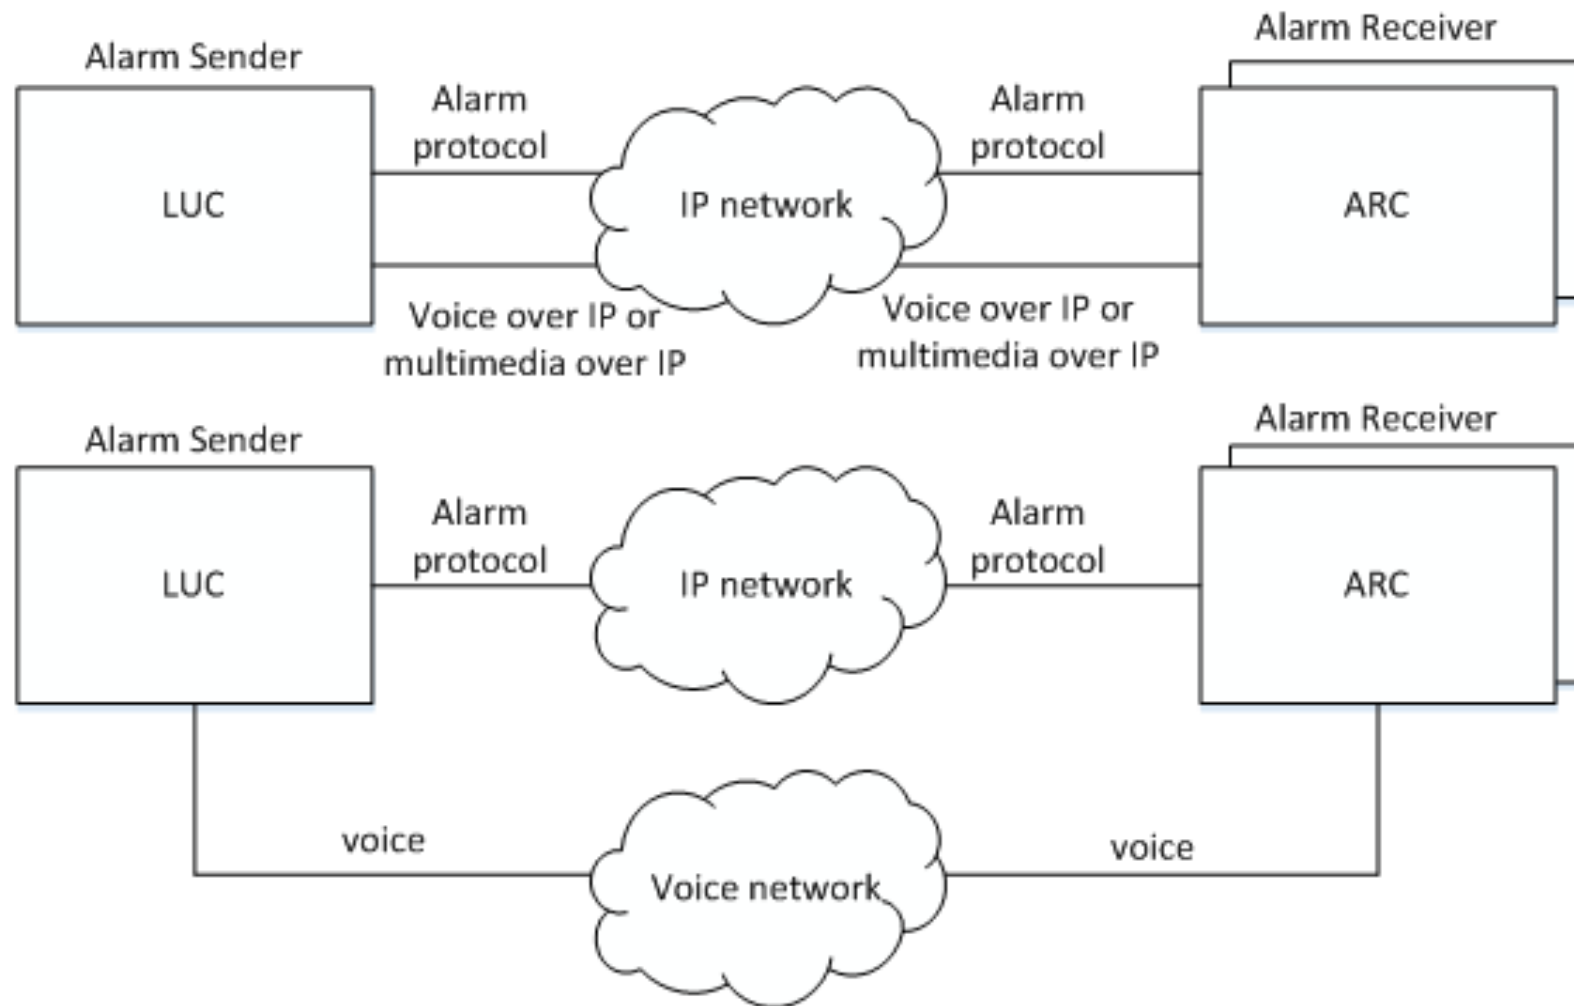 Alarm Sender
Alarm Receiver
Alarm
protocol
Alarm
protocol
LUC
IP network
ARC
Voice over IP or
multimedia over IP
Voice over IP or
multimedia over IP
Alarm Sender
Alarm Receiver
Alarm
protocol
Alarm
protocol
LUC
IP network
ARC
voice
voice
Voice network